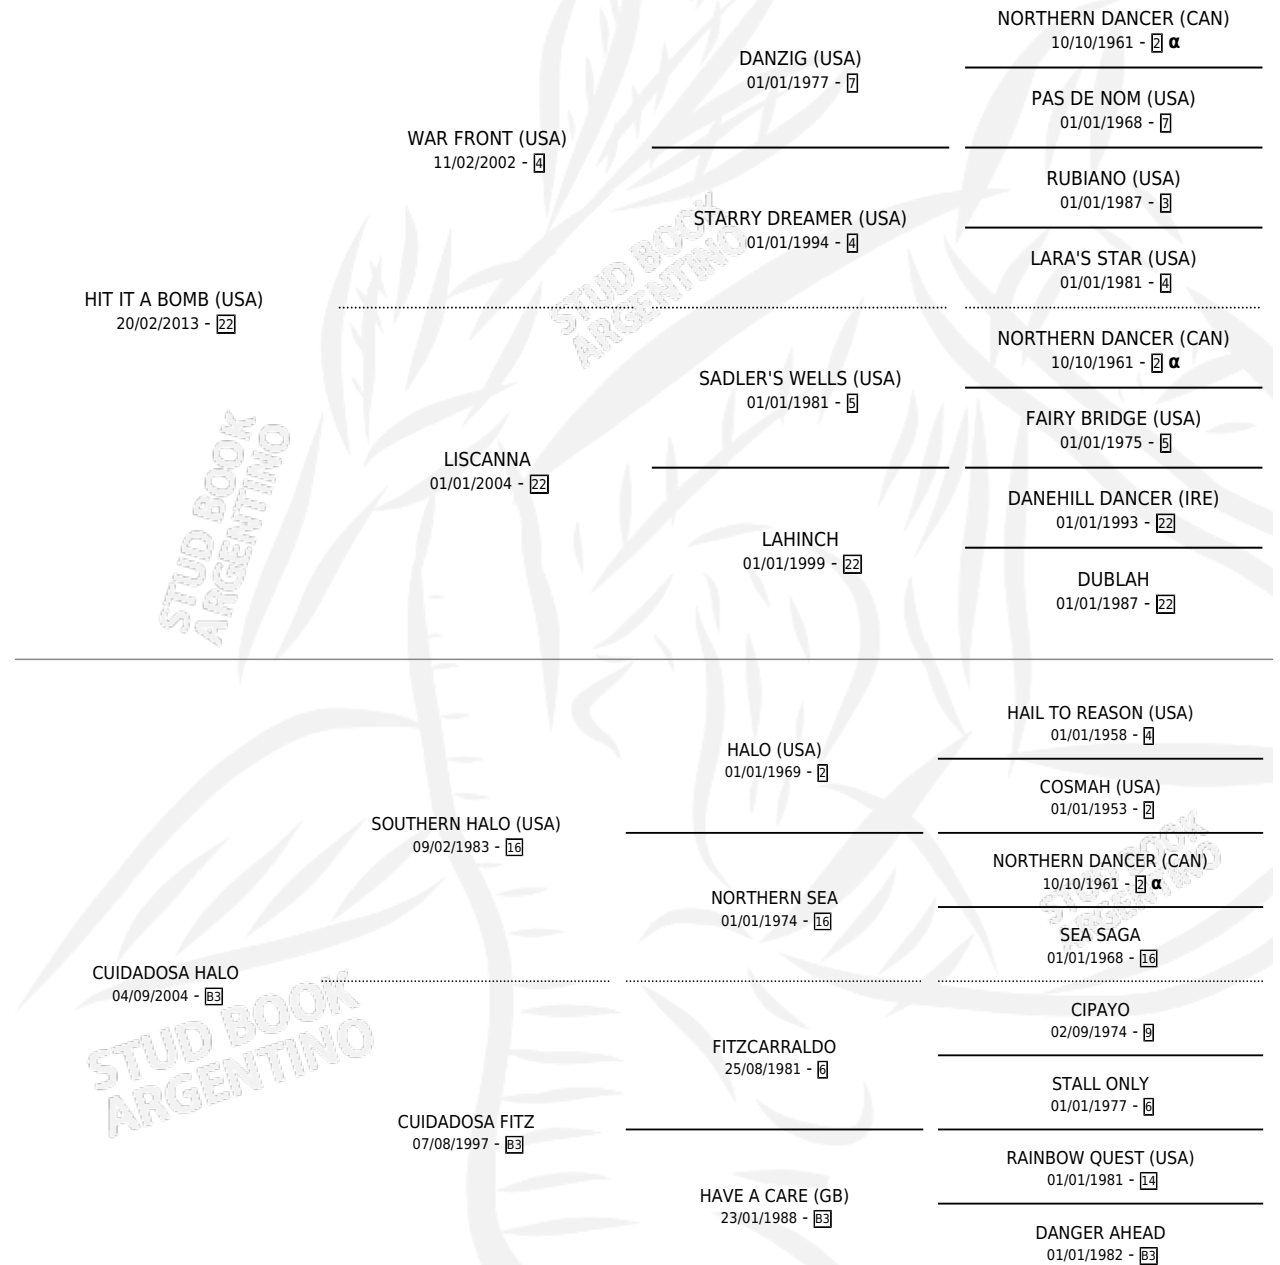 NORTHERN DANCER (CAN)
10/10/1961 - 2 α
DANZIG (USA)
01/01/1977 - 7
PAS DE NOM (USA)
01/01/1968 - 7
WAR FRONT (USA)
11/02/2002 - 4
RUBIANO (USA)
01/01/1987 - 3
STARRY DREAMER (USA)
01/01/1994 - 4
LARA'S STAR (USA)
01/01/1981 - 4
HIT IT A BOMB (USA)
20/02/2013 - 22
NORTHERN DANCER (CAN)
10/10/1961 - 2 α
SADLER'S WELLS (USA)
01/01/1981 - 5
FAIRY BRIDGE (USA)
01/01/1975 - 5
LISCANNA
01/01/2004 - 22
DANEHILL DANCER (IRE)
01/01/1993 - 22
LAHINCH
01/01/1999 - 22
DUBLAH
01/01/1987 - 22
HAIL TO REASON (USA)
01/01/1958 - 4
HALO (USA)
01/01/1969 - 2
COSMAH (USA)
01/01/1953 - 2
SOUTHERN HALO (USA)
09/02/1983 - 16
NORTHERN DANCER (CAN)
10/10/1961 - 2 α
NORTHERN SEA
01/01/1974 - 16
SEA SAGA
01/01/1968 - 16
CUIDADOSA HALO
04/09/2004 - B3
CIPAYO
02/09/1974 - 9
FITZCARRALDO
25/08/1981 - 6
STALL ONLY
01/01/1977 - 6
CUIDADOSA FITZ
07/08/1997 - B3
RAINBOW QUEST (USA)
01/01/1981 - 14
HAVE A CARE (GB)
23/01/1988 - B3
DANGER AHEAD
01/01/1982 - B3
STUD BOOK
ARGENTINO
STUD BOOK
ARGENTINO
STUD BOOK
ARGENTINO
STUD BOOK
ARGENTINO